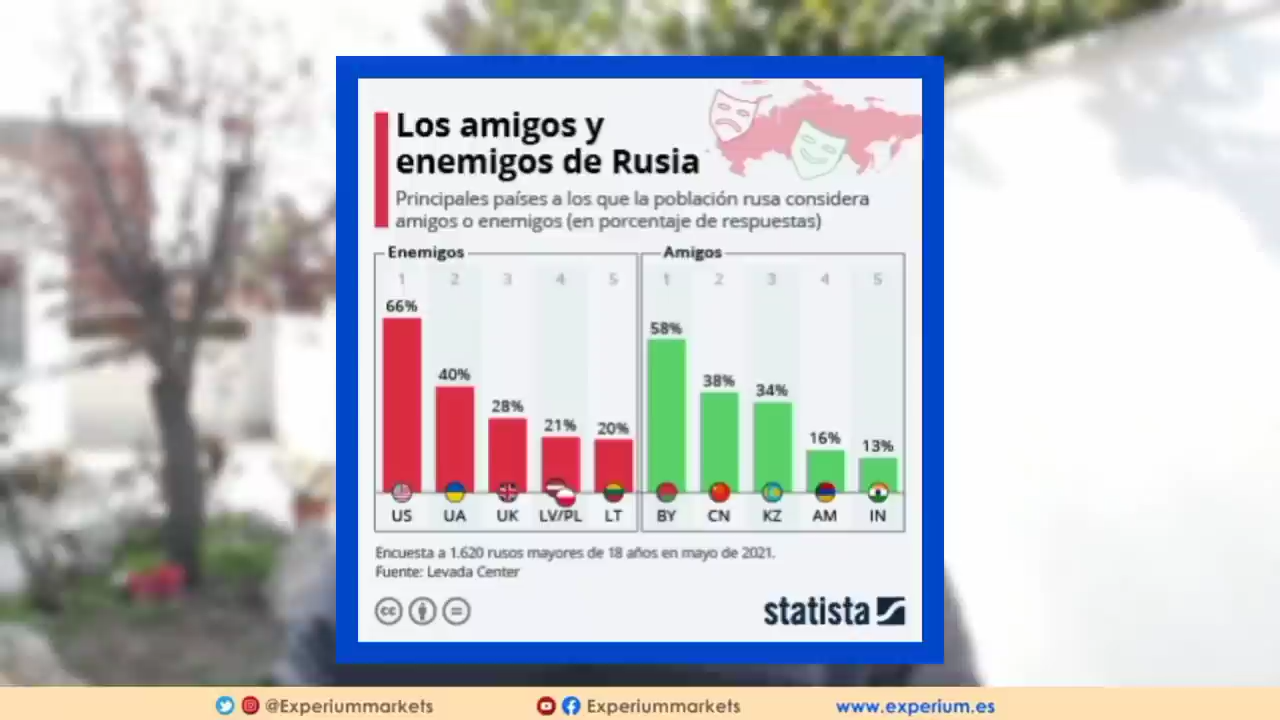 Los amigos y
enemigos de Rusia
Principales países a los que la población rusa considera
amigos o enemigos (en porcentaje de respuestas)
Enemigos
1 2 3 4 5
66% 40% 28% 21% 20%
US UA UK LV/PL LT
Amigos
1 2 3 4 5
58% 38% 34% 16% 13%
BY CN KZ AM IN
Encuesta a 1.620 rusos mayores de 18 años en mayo de 2021.
Fuente: Levada Center
cc
statista
@Experiummarkets
Experiummarkets
www.experium.es